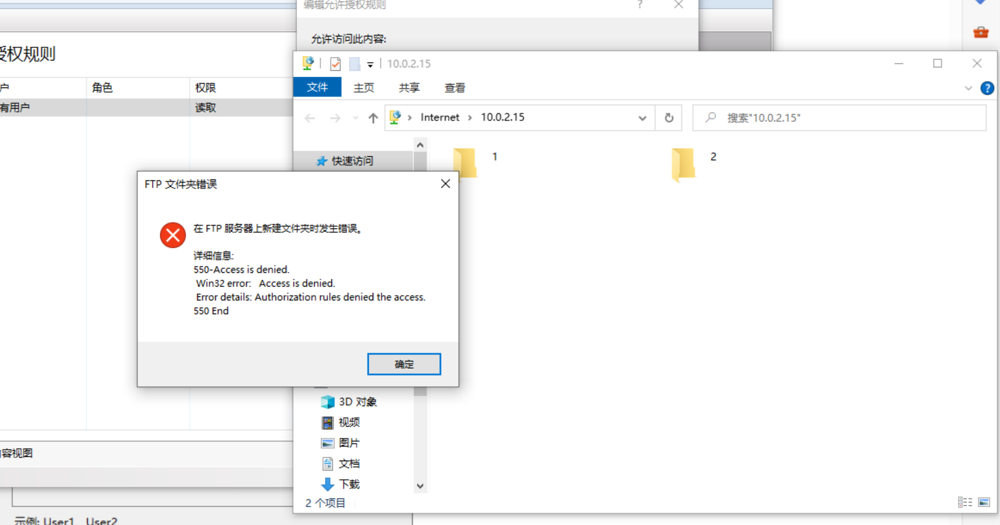 编辑允许授权规则
允许访问此内容:
授权规则
户
角色
权限
有用户
读取
10.0.2.15
文件
主页
共享
查看
Internet
10.0.2.15
搜索"10.0.2.15"
快速访问
1
2
FTP 文件夹错误
在 FTP 服务器上新建文件夹时发生错误。
详细信息:
550-Access is denied.
Win32 error: Access is denied.
Error details: Authorization rules denied the access.
550 End
确定
3D 对象
视频
图片
文档
下载
2 个项目
容视图
示例: User1, User2